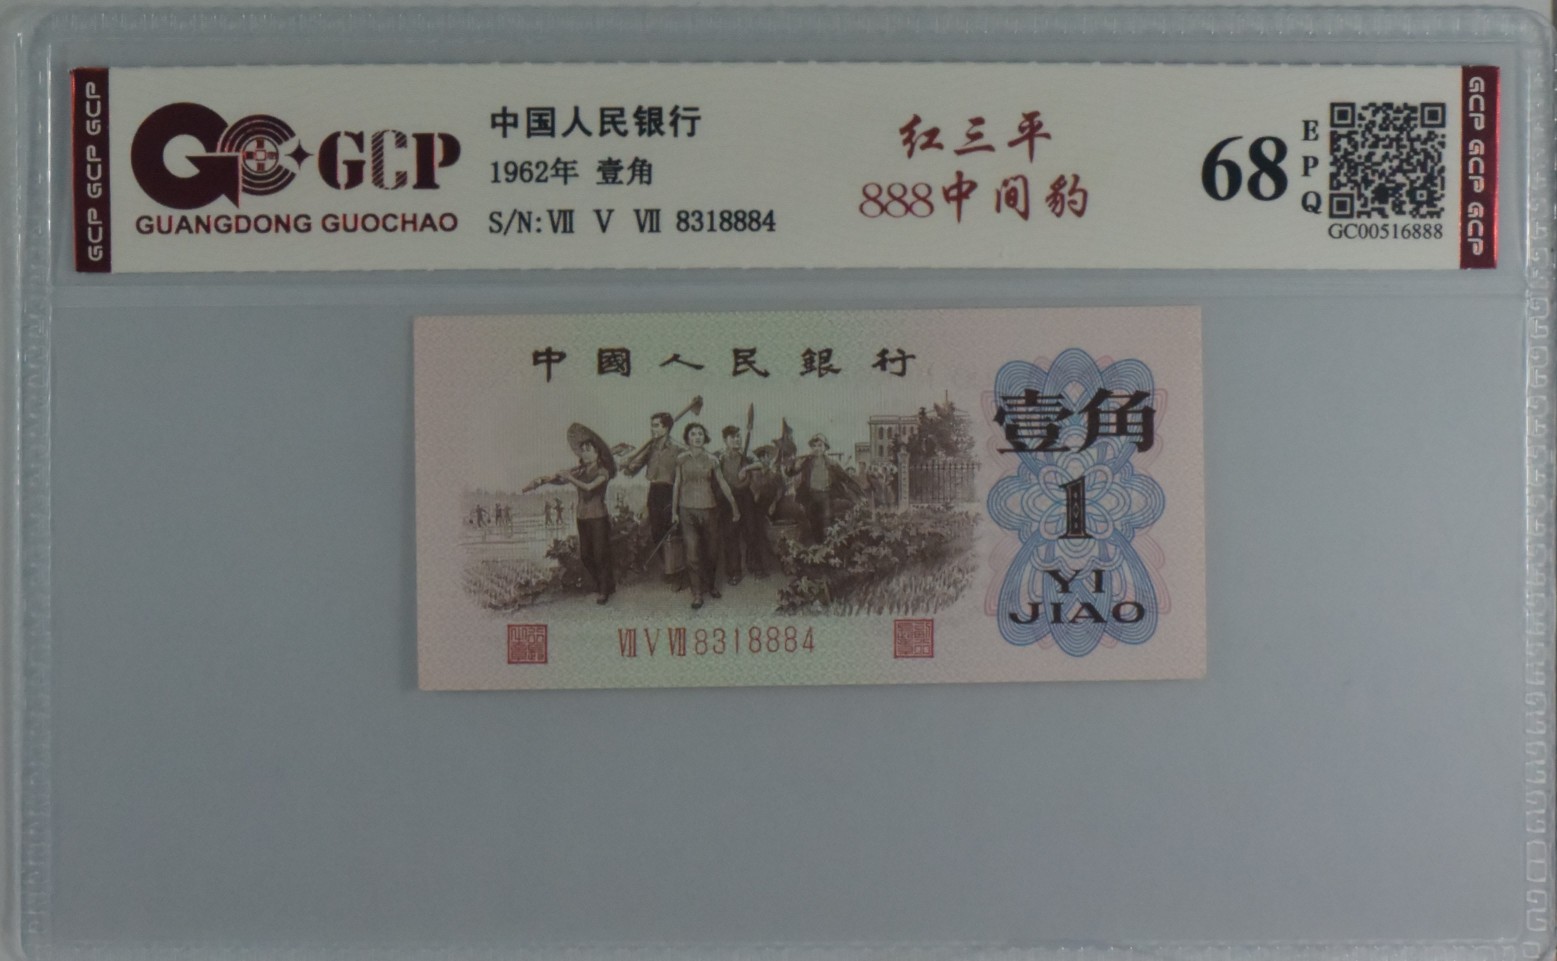 GCP GCP GCP
GCP
GUANGDONG GUOCHAO
中国人民银行
1962年 壹角
S/N: Ⅶ Ⅴ Ⅶ 8318884
红三平
888中间豹
68
EPQ
GC00516888
GCP GCP GCP
中國人民銀行
壹角
1
YI
JIAO
Ⅶ Ⅴ Ⅶ 8318884